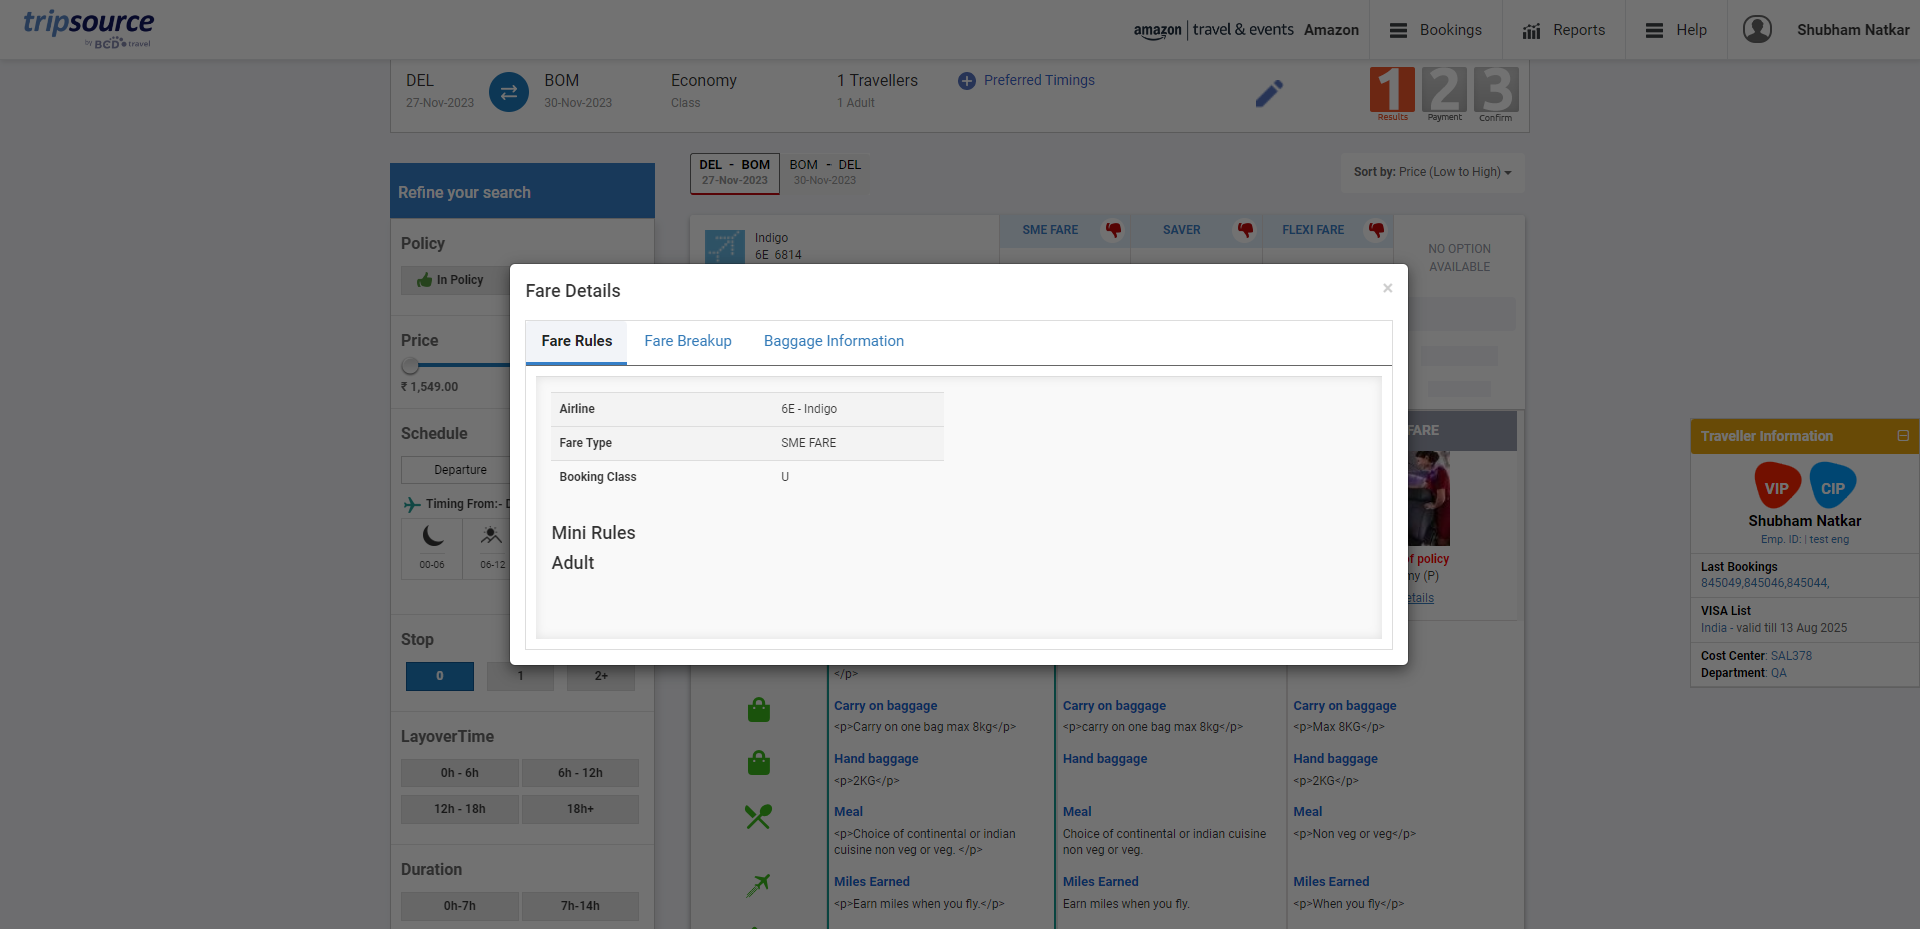 tripsource
by BCD travel
amazon | travel & events Amazon
Bookings
Reports
Help
Shubham Natkar
DEL
27-Nov-2023
BOM
30-Nov-2023
Economy
Class
1 Travellers
1 Adult
Preferred Timings
1 2 3
Results Payment Confirm
Refine your search
DEL - BOM
27-Nov-2023
BOM - DEL
30-Nov-2023
Sort by: Price (Low to High)
Policy
In Policy
Price
₹ 1,549.00
Schedule
Departure
Timing From:- D
00-06
06-12
Stop
0 1 2+
LayoverTime
0h - 6h 6h - 12h
12h - 18h 18h+
Duration
0h-7h 7h-14h
Indigo
6E 6814
SME FARE SAVER FLEXI FARE
NO OPTION
AVAILABLE
Fare Details
×
Fare Rules Fare Breakup Baggage Information
Airline 6E - Indigo
Fare Type SME FARE
Booking Class U
Mini Rules
Adult
FARE
f policy
ny (P)
etails
</p>
Carry on baggage Carry on baggage Carry on baggage
<p>Carry on one bag max 8kg</p> <p>carry on one bag max 8kg</p> <p>Max 8KG</p>
Hand baggage Hand baggage Hand baggage
<p>2KG</p> <p>2KG</p>
Meal Meal Meal
<p>Choice of continental or indian Choice of continental or indian cuisine <p>Non veg or veg</p>
cuisine non veg or veg. </p> non veg or veg.
Miles Earned Miles Earned Miles Earned
<p>Earn miles when you fly.</p> Earn miles when you fly. <p>When you fly</p>
Traveller Information
VIP CIP
Shubham Natkar
Emp. ID: | test eng
Last Bookings
845049,845046,845044,
VISA List
India - valid till 13 Aug 2025
Cost Center: SAL378
Department: QA